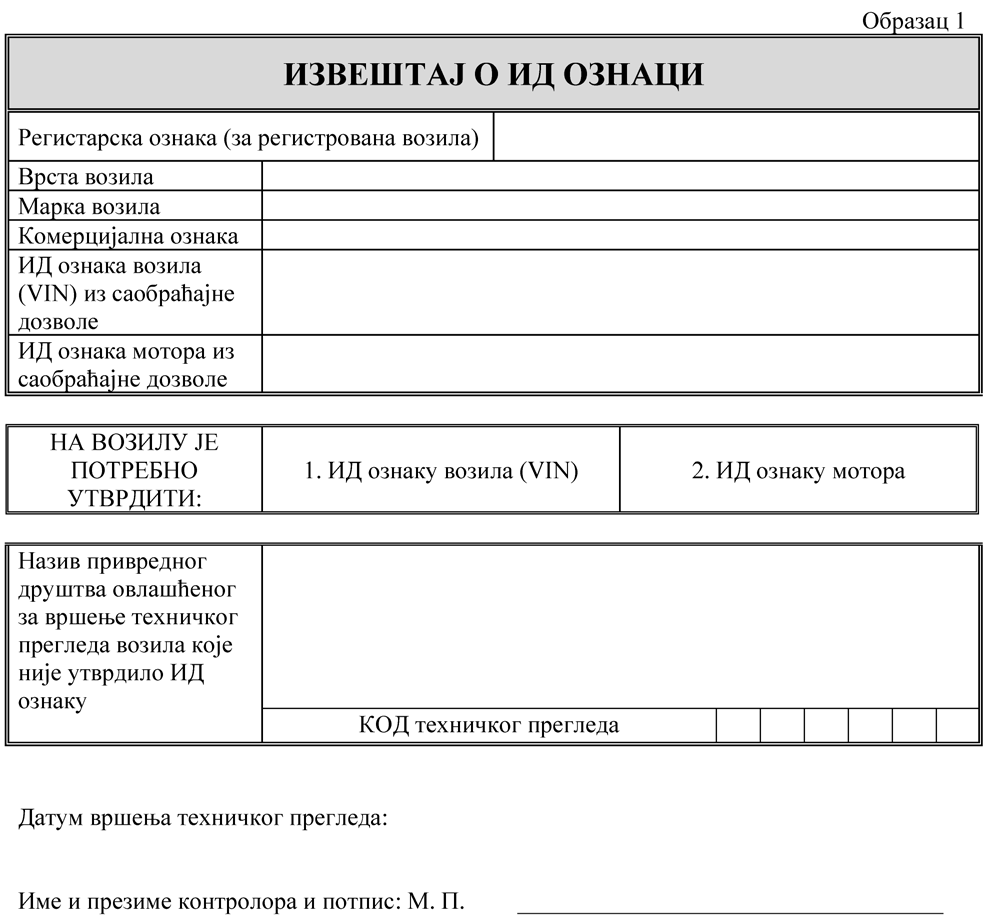 Образац 1
ИЗВЕШТАЈ О ИД ОЗНАЦИ
Регистарска ознака (за регистрована возила)
Врста возила
Марка возила
Комерцијална ознака
ИД ознака возила
(VIN) из саобраћајне
дозволе
ИД ознака мотора из
саобраћајне дозволе
НА ВОЗИЛУ ЈЕ
ПОТРЕБНО
УТВРДИТИ:
1. ИД ознаку возила (VIN)
2. ИД ознаку мотора
Назив привредног
друштва овлашћеног
за вршење техничког
прегледа возила које
није утврдило ИД
ознаку
КОД техничког прегледа
Датум вршења техничког прегледа:
Име и презиме контролора и потпис: М. П.